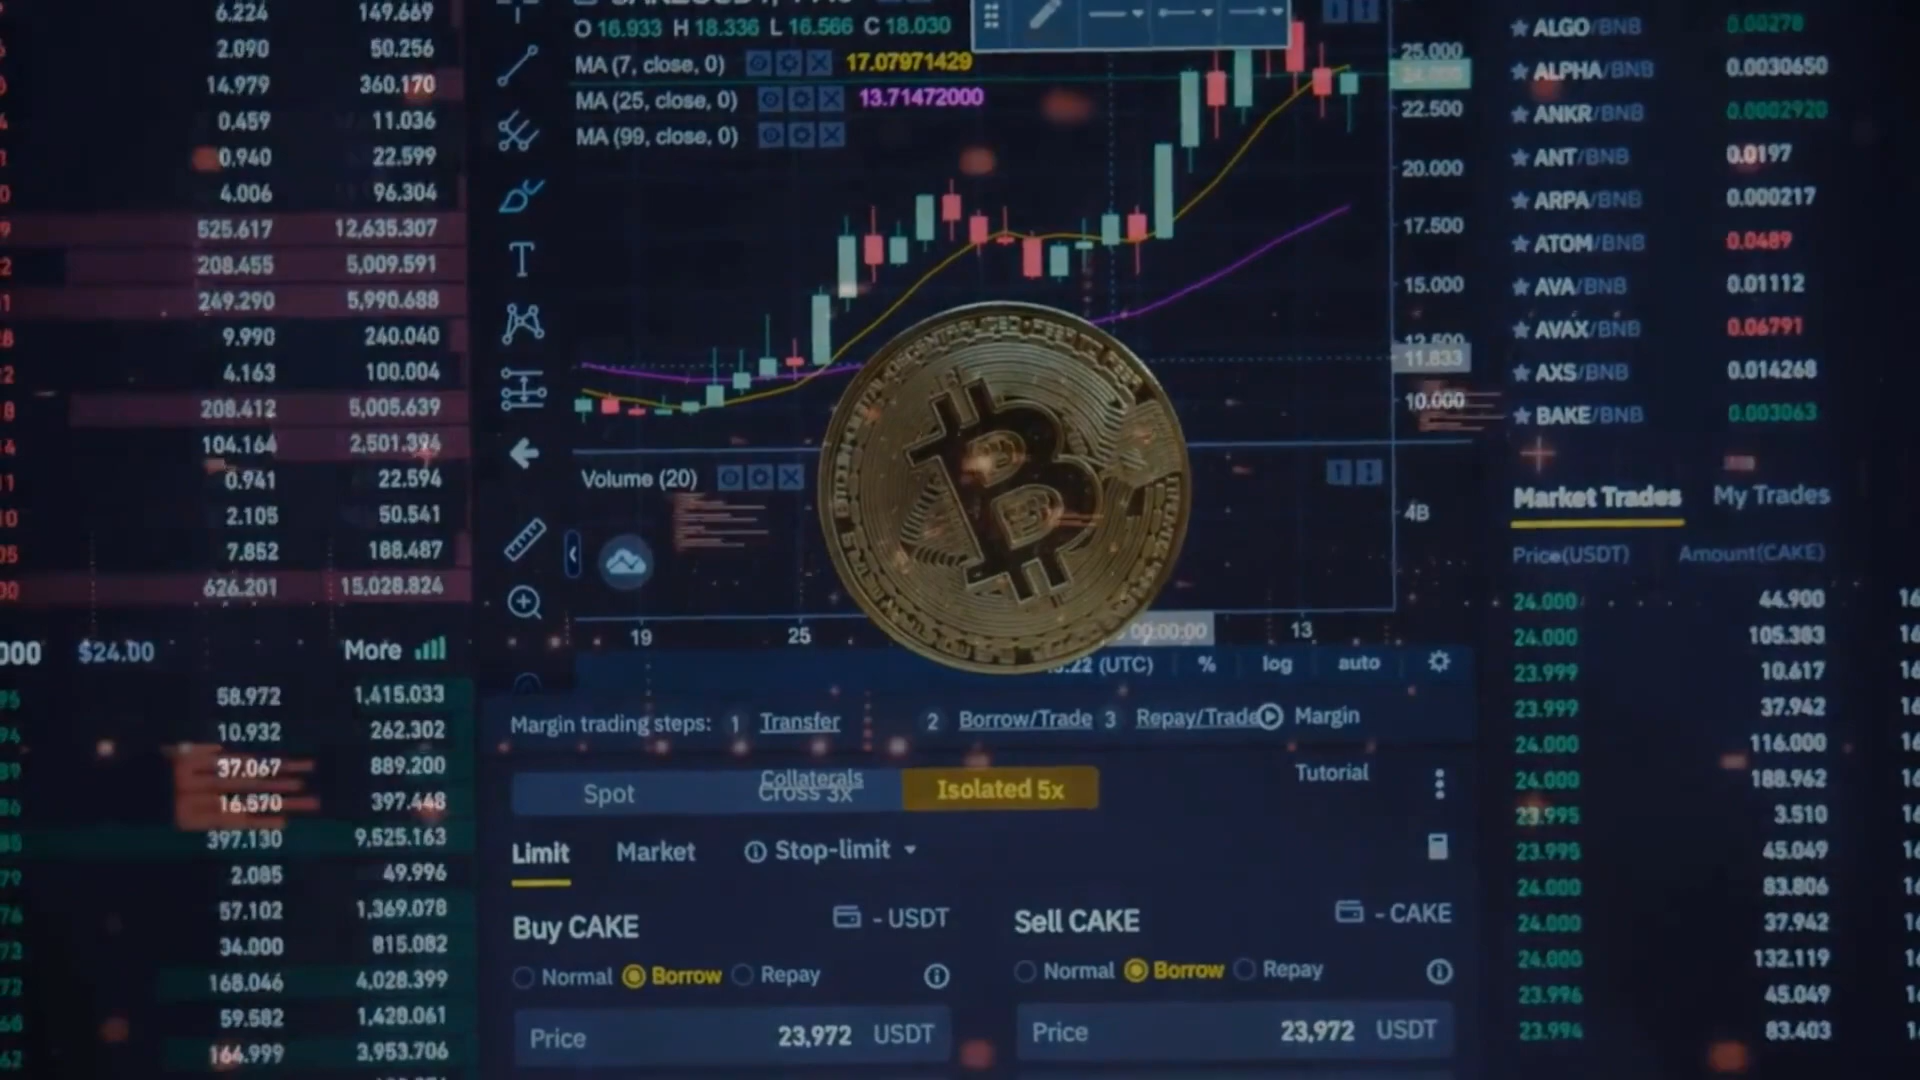 6.224 149.669
2.090 50.256
14.979 360.170
0.459 11.036
0.940 22.599
4.006 96.304
525.617 12,635.307
208.455 5,009.591
249.290 5,990.688
9.990 240.040
4.163 100.004
208.412 5,005.639
104.164 2,501.394
0.941 22.594
2.105 50.541
7.852 188.487
626.201 15,028.824
$24.00 More
58.972 1,415.033
10.932 262.302
37.067 889.200
16.570 397.448
397.130 9,525.163
2.085 49.996
57.102 1,369.078
34.000 815.082
168.046 4,028.399
59.582 1,428.061
164.999 3,953.706
O 16.933 H 18.336 L 16.566 C 18.030
MA (7, close, 0) 17.07971429
MA (25, close, 0) 13.71472000
MA (99, close, 0)
25.000
22.500
20.000
17.500
15.000
12.500
11.833
10.000
Volume (20)
4B
19 25 00:00:00 13
(UTC) % log auto
Margin trading steps: 1 Transfer 2 Borrow/Trade 3 Repay/Trade Margin
Collaterals Tutorial
Spot Cross 3x Isolated 5x
Limit Market Stop-limit
Buy CAKE - USDT
Normal Borrow Repay
Price 23,972 USDT
Sell CAKE - CAKE
Normal Borrow Repay
Price 23,972 USDT
ALGO/BNB 0.00278
ALPHA/BNB 0.0030650
ANKR/BNB 0.0002920
ANT/BNB 0.0197
ARPA/BNB 0.000217
ATOM/BNB 0.0489
AVA/BNB 0.01112
AVAX/BNB 0.06791
AXS/BNB 0.014268
BAKE/BNB 0.003063
Market Trades My Trades
Price(USDT) Amount(CAKE)
24.000 44.900
24.000 105.383
23.999 10.617
23.999 37.942
24.000 116.000
24.000 188.962
23.995 3.510
23.995 45.049
24.000 83.806
24.000 37.942
24.000 132.119
23.996 45.049
23.994 83.403